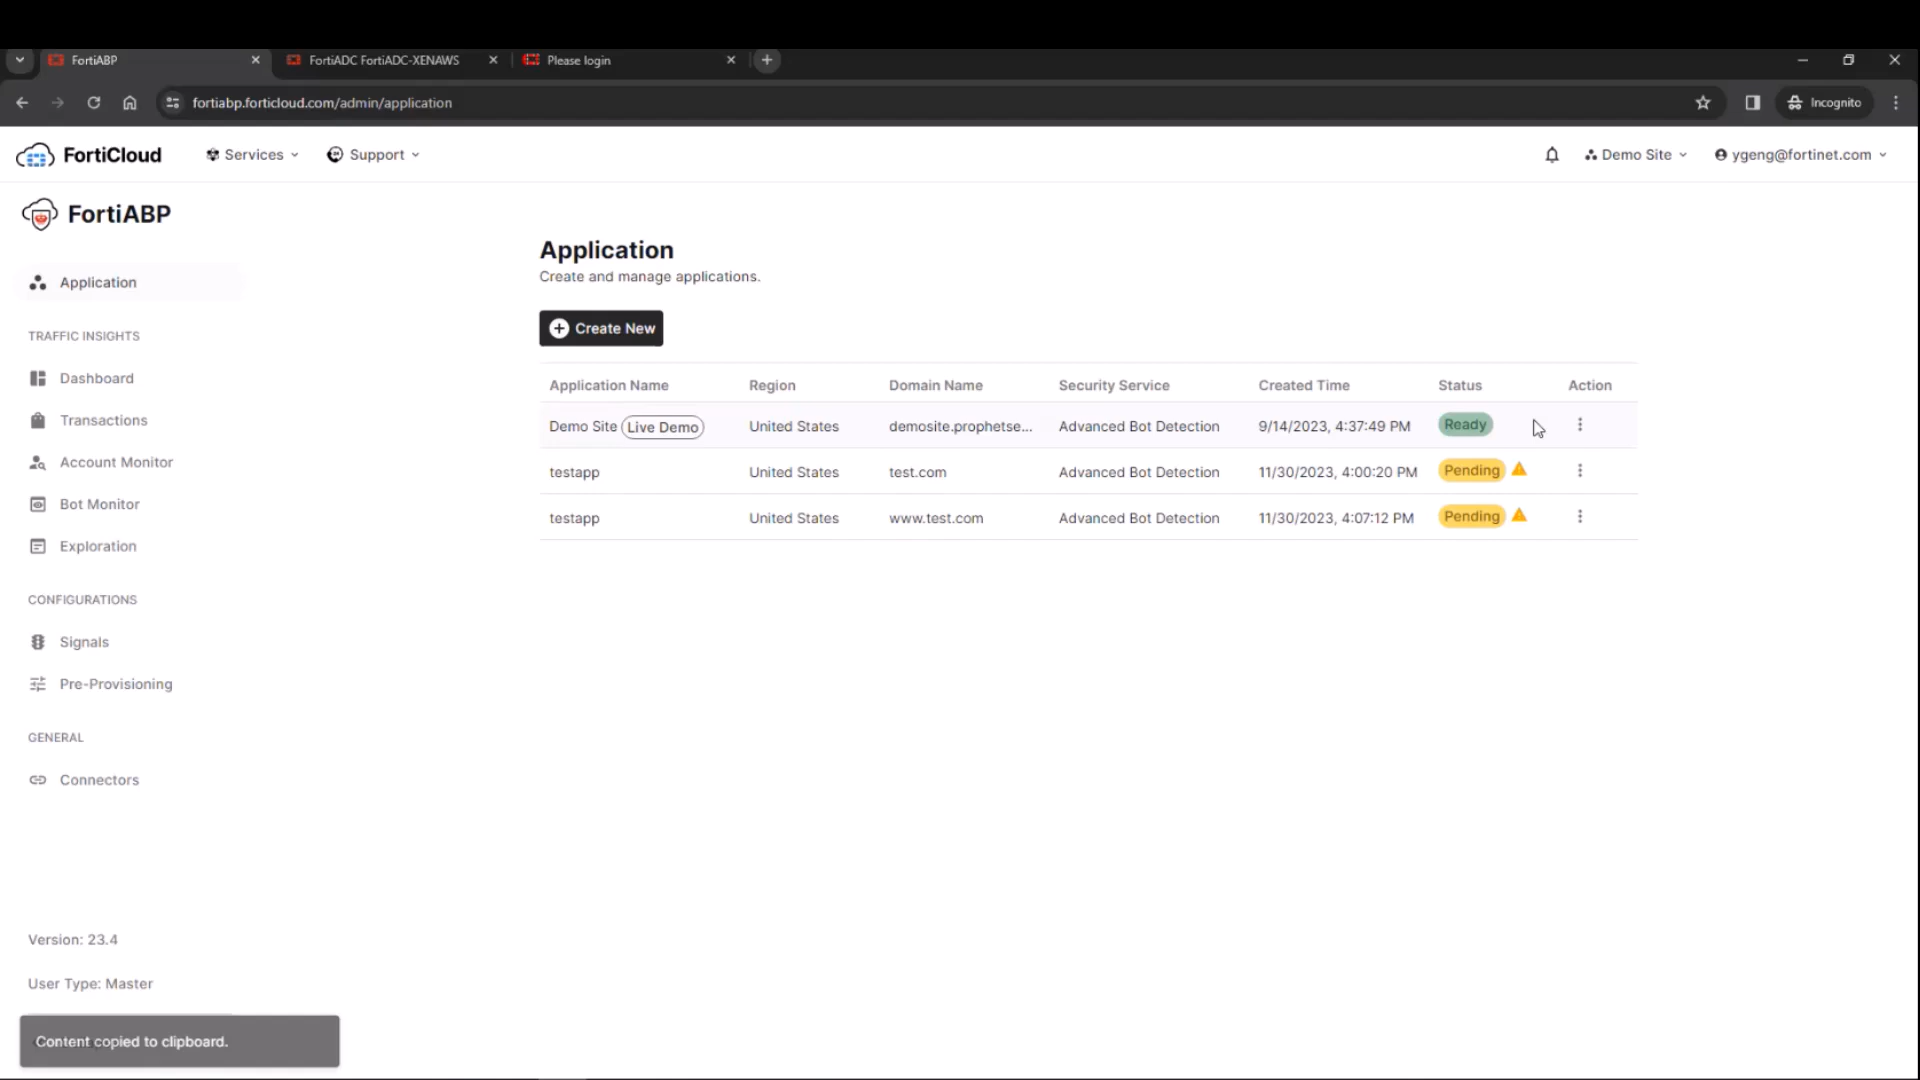 FortiABP
FortiADC FortiADC-XENAWS
Please login
fortiabp.forticloud.com/admin/application
Incognito
FortiCloud
Services
Support
Demo Site
ygeng@fortinet.com
FortiABP
Application
TRAFFIC INSIGHTS
Dashboard
Transactions
Account Monitor
Bot Monitor
Exploration
CONFIGURATIONS
Signals
Pre-Provisioning
GENERAL
Connectors
Version: 23.4
User Type: Master
Content copied to clipboard.
Application
Create and manage applications.
Create New
Application Name Region Domain Name Security Service Created Time Status Action
Demo Site Live Demo United States demosite.prophetse... Advanced Bot Detection 9/14/2023, 4:37:49 PM Ready
testapp United States test.com Advanced Bot Detection 11/30/2023, 4:00:20 PM Pending
testapp United States www.test.com Advanced Bot Detection 11/30/2023, 4:07:12 PM Pending